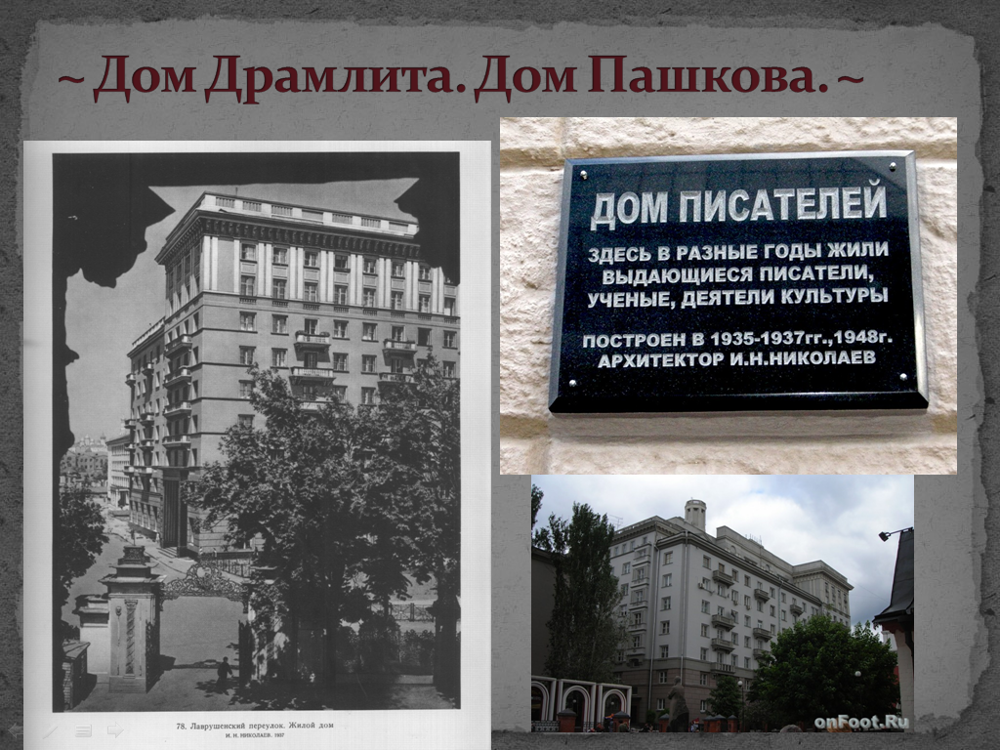 ~ Дом Драмлита. Дом Пашкова. ~
ДОМ ПИСАТЕЛЕЙ
ЗДЕСЬ В РАЗНЫЕ ГОДЫ ЖИЛИ
ВЫДАЮЩИЕСЯ ПИСАТЕЛИ,
УЧЕНЫЕ, ДЕЯТЕЛИ КУЛЬТУРЫ
ПОСТРОЕН В 1935-1937гг.,1948г.
АРХИТЕКТОР И.Н.НИКОЛАЕВ
78. Лаврушенский переулок. Жилой дом
И. Н. НИКОЛАЕВ. 1937
onFoot.Ru